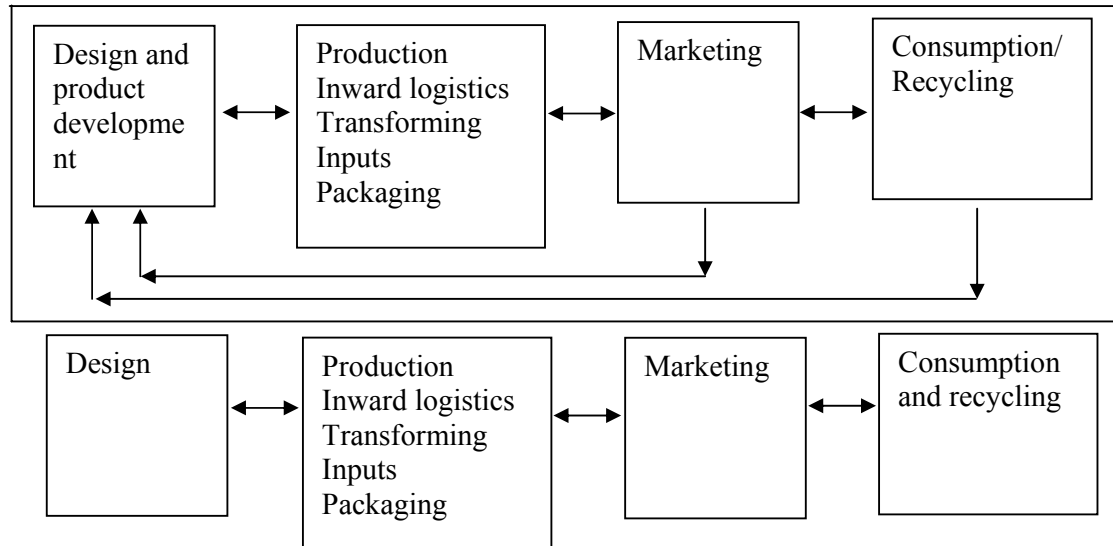 Design and
product
developme
nt
Production
Inward logistics
Transforming
Inputs
Packaging
Marketing
Consumption/
Recycling
Design
Production
Inward logistics
Transforming
Inputs
Packaging
Marketing
Consumption
and recycling